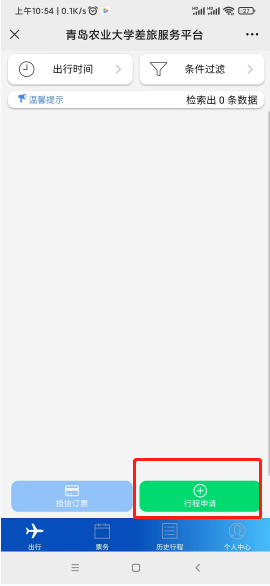 上午10:54 | 0.1K/s
27
青岛农业大学差旅服务平台
出行时间
条件过滤
温馨提示
检索出 0 条数据
授信订票
行程申请
出行
票务
历史行程
个人中心